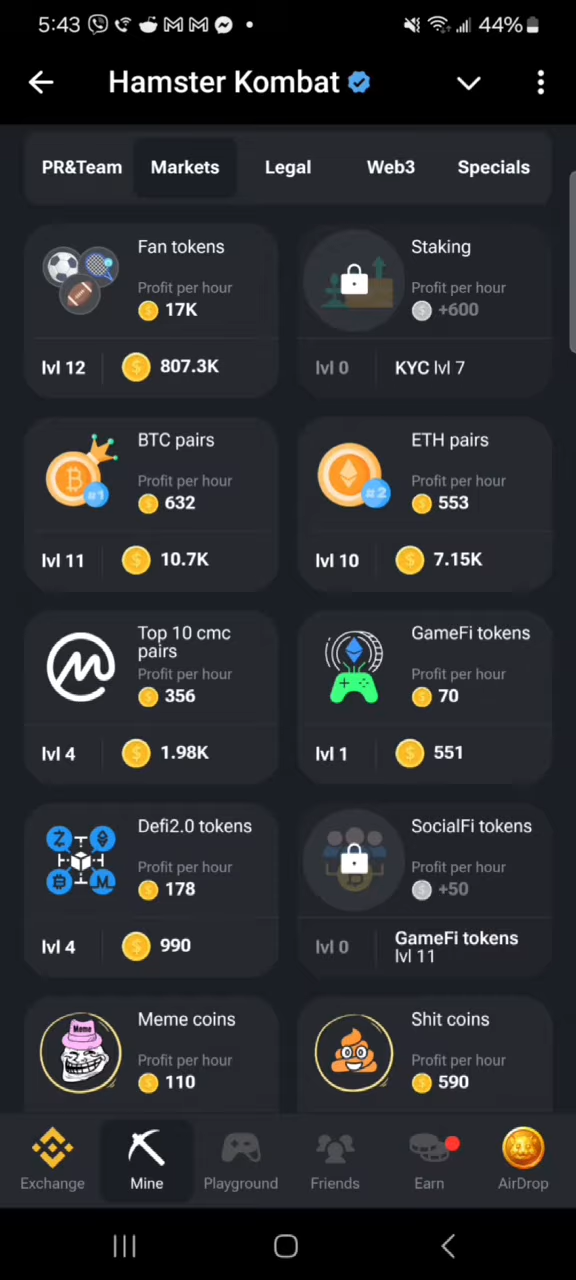 5:43
44%
Hamster Kombat
PR&Team
Markets
Legal
Web3
Specials
Fan tokens
Profit per hour
17K
lvl 12
807.3K
Staking
Profit per hour
+600
lvl 0
KYC lvl 7
BTC pairs
#1
Profit per hour
632
lvl 11
10.7K
ETH pairs
#2
Profit per hour
553
lvl 10
7.15K
Top 10 cmc
pairs
Profit per hour
356
lvl 4
1.98K
GameFi tokens
Profit per hour
70
lvl 1
551
Defi2.0 tokens
Profit per hour
178
lvl 4
990
SocialFi tokens
Profit per hour
+50
lvl 0
GameFi tokens
lvl 11
Meme coins
Meme
Profit per hour
110
Shit coins
Profit per hour
590
Exchange
Mine
Playground
Friends
Earn
AirDrop